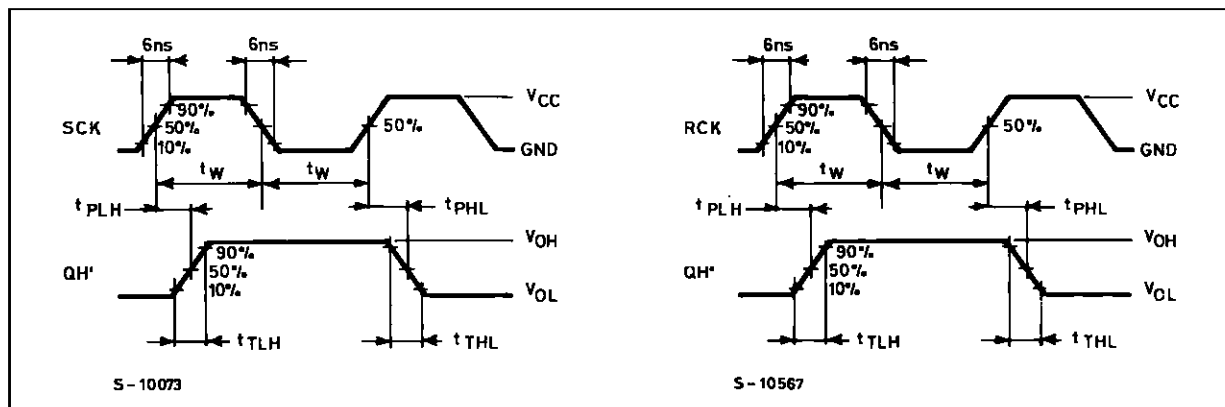 6ns 6ns
SCK 90% 50% 10% 50% VCC GND
tW tW
tPLH tPHL
QH' 90% 50% 10% VOH VOL
tTLH tTHL
S-10073
6ns 6ns
RCK 90% 50% 10% 50% VCC GND
tW tW
tPLH tPHL
QH' 90% 50% 10% VOH VOL
tTLH tTHL
S-10567